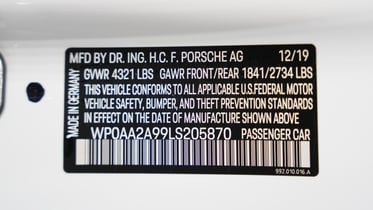 MFD BY DR. ING. H.C. F. PORSCHE AG 12/19
GVWR 4321 LBS GAWR FRONT/REAR 1841/2734 LBS
THIS VEHICLE CONFORMS TO ALL APPLICABLE U.S.FEDERAL MOTOR
VEHICLE SAFETY, BUMPER, AND THEFT PREVENTION STANDARDS
IN EFFECT ON THE DATE OF MANUFACTURE SHOWN ABOVE.
WP0AA2A99LS205870 PASSENGER CAR
992.010.016.A
MADE IN GERMANY